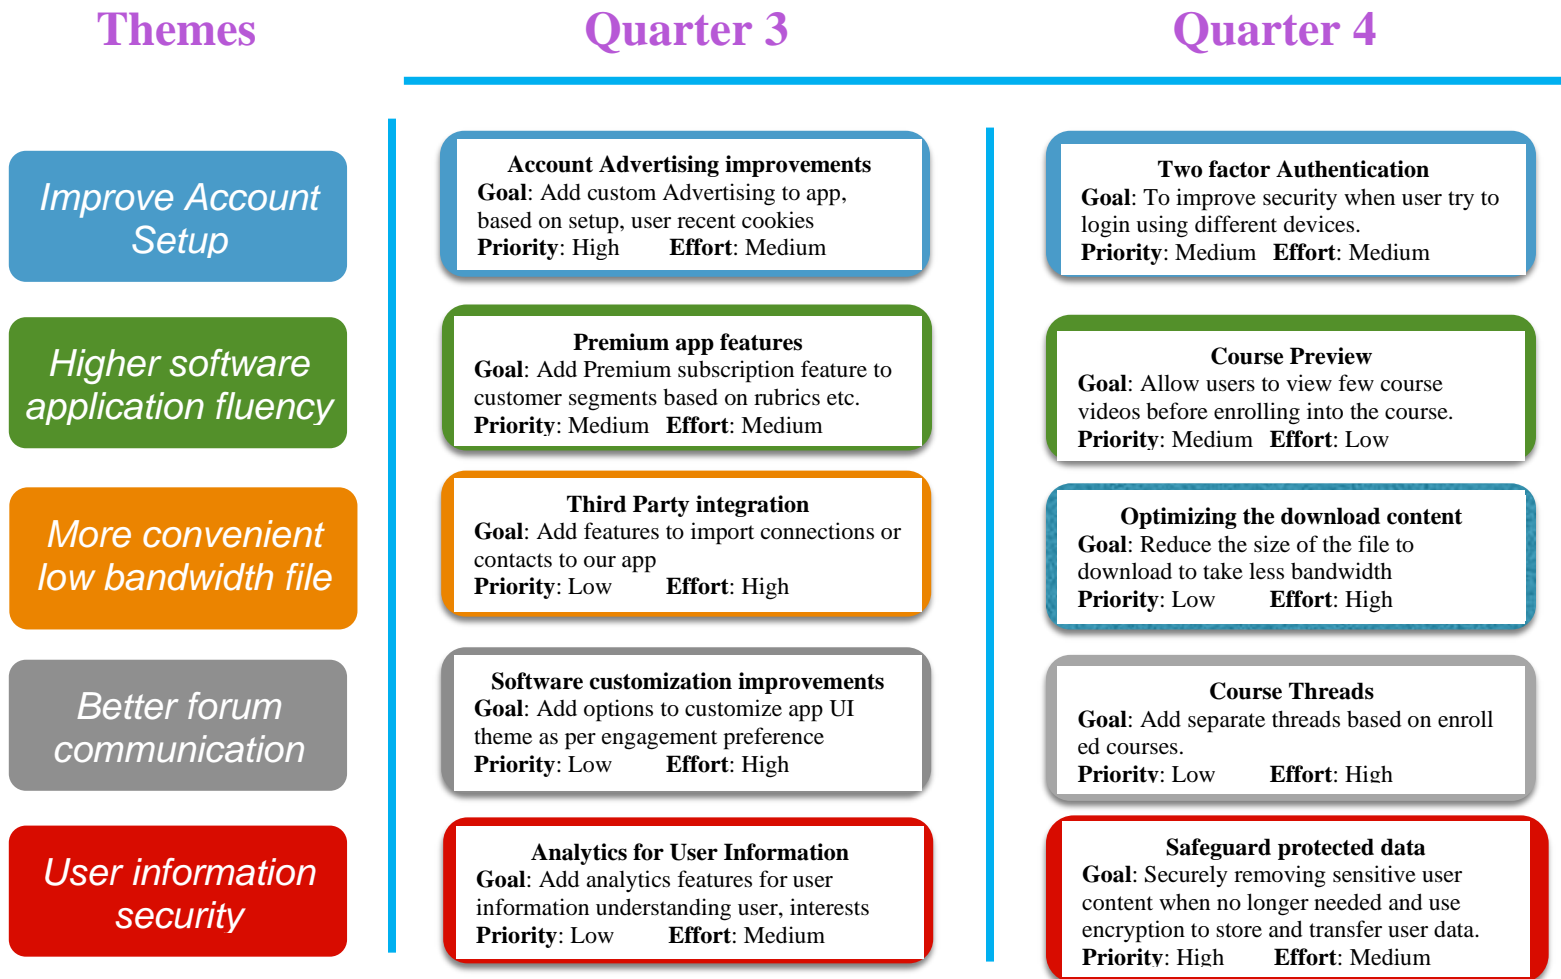 Themes
Quarter 3
Quarter 4
Improve Account
Setup
Account Advertising improvements
Goal: Add custom Advertising to app,
based on setup, user recent cookies
Priority: High Effort: Medium
Two factor Authentication
Goal: To improve security when user try to
login using different devices.
Priority: Medium Effort: Medium
Higher software
application fluency
Premium app features
Goal: Add Premium subscription feature to
customer segments based on rubrics etc.
Priority: Medium Effort: Medium
Course Preview
Goal: Allow users to view few course
videos before enrolling into the course.
Priority: Medium Effort: Low
More convenient
low bandwidth file
Third Party integration
Goal: Add features to import connections or
contacts to our app
Priority: Low Effort: High
Optimizing the download content
Goal: Reduce the size of the file to
download to take less bandwidth
Priority: Low Effort: High
Better forum
communication
Software customization improvements
Goal: Add options to customize app UI
theme as per engagement preference
Priority: Low Effort: High
Course Threads
Goal: Add separate threads based on enroll
ed courses.
Priority: Low Effort: High
User information
security
Analytics for User Information
Goal: Add analytics features for user
information understanding user, interests
Priority: Low Effort: Medium
Safeguard protected data
Goal: Securely removing sensitive user
content when no longer needed and use
encryption to store and transfer user data.
Priority: High Effort: Medium